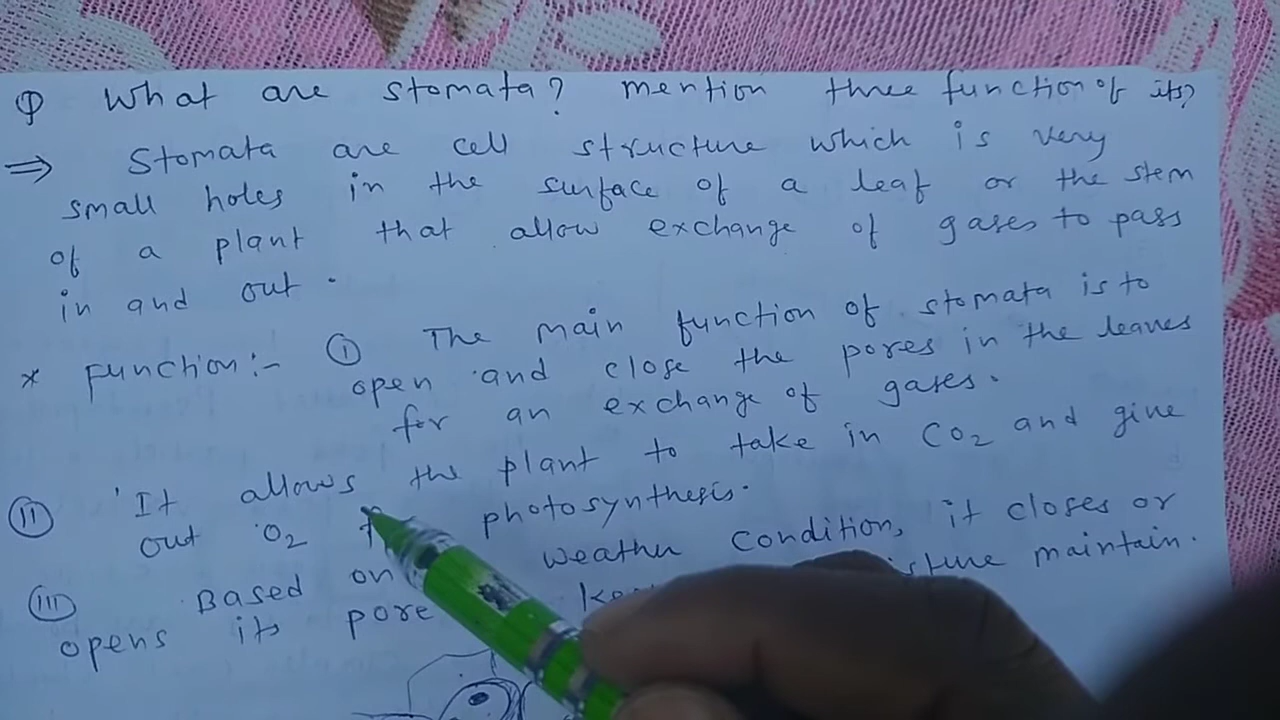 Q What are stomata? mention three function of its?
⇒ Stomata are cell structure which is very
small holes in the surface of a leaf or the stem
of a plant that allow exchange of gases to pass
in and out.
* Function:- ① The main function of stomata is to
open and close the pores in the leaves
for an exchange of gases.
II It allows the plant to take in CO2 and give
out O2 photosynthesis.
III Based on weather condition, it closes or
opens its pore maintain.